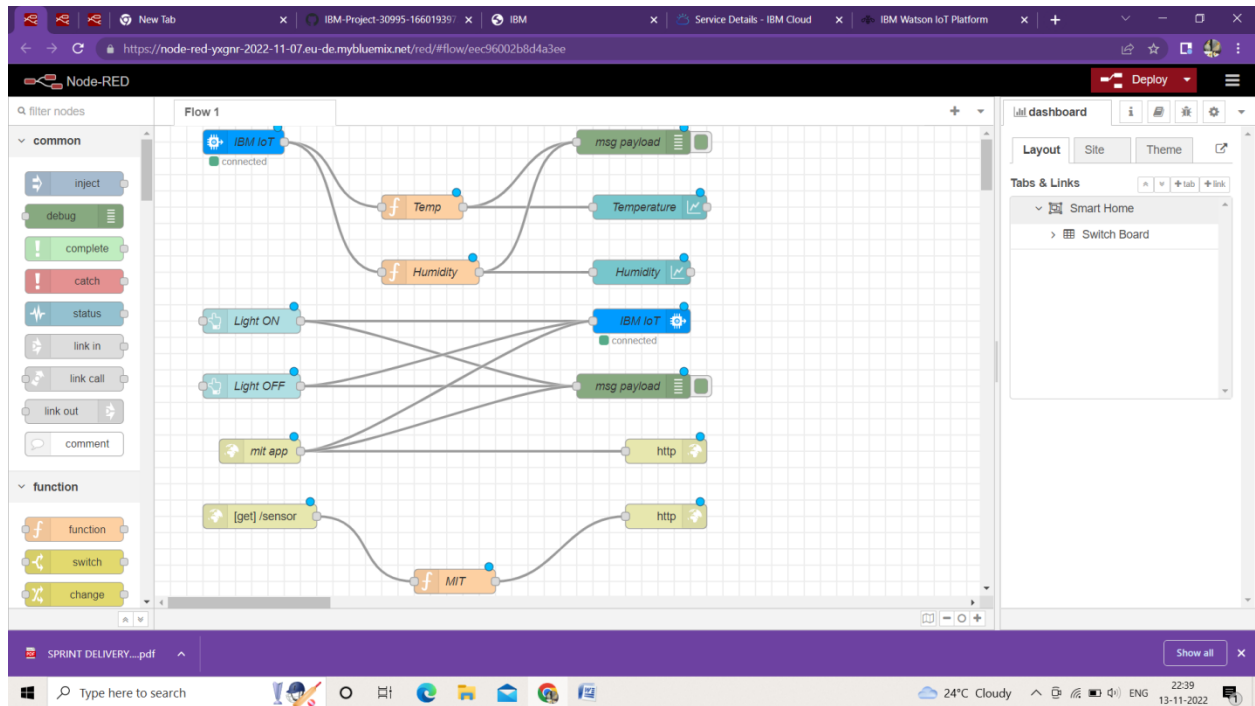 New Tab
IBM-Project-30995-166019397
IBM
Service Details - IBM Cloud
IBM Watson IoT Platform
https://node-red-yxgnr-2022-11-07.eu-de.mybluemix.net/red/#flow/eec96002b8d4a3ee
Node-RED
Deploy
filter nodes
Flow 1
dashboard
common
IBM IoT
connected
msg payload
Layout
Site
Theme
inject
Tabs & Links
+tab
+link
debug
Temp
Temperature
Smart Home
complete
Switch Board
catch
Humidity
Humidity
status
Light ON
IBM IoT
connected
link in
link call
Light OFF
msg payload
link out
comment
mit app
http
function
[get] /sensor
http
function
switch
MIT
change
SPRINT DELIVERY....pdf
Show all
Type here to search
24°C Cloudy
ENG
22:39
13-11-2022